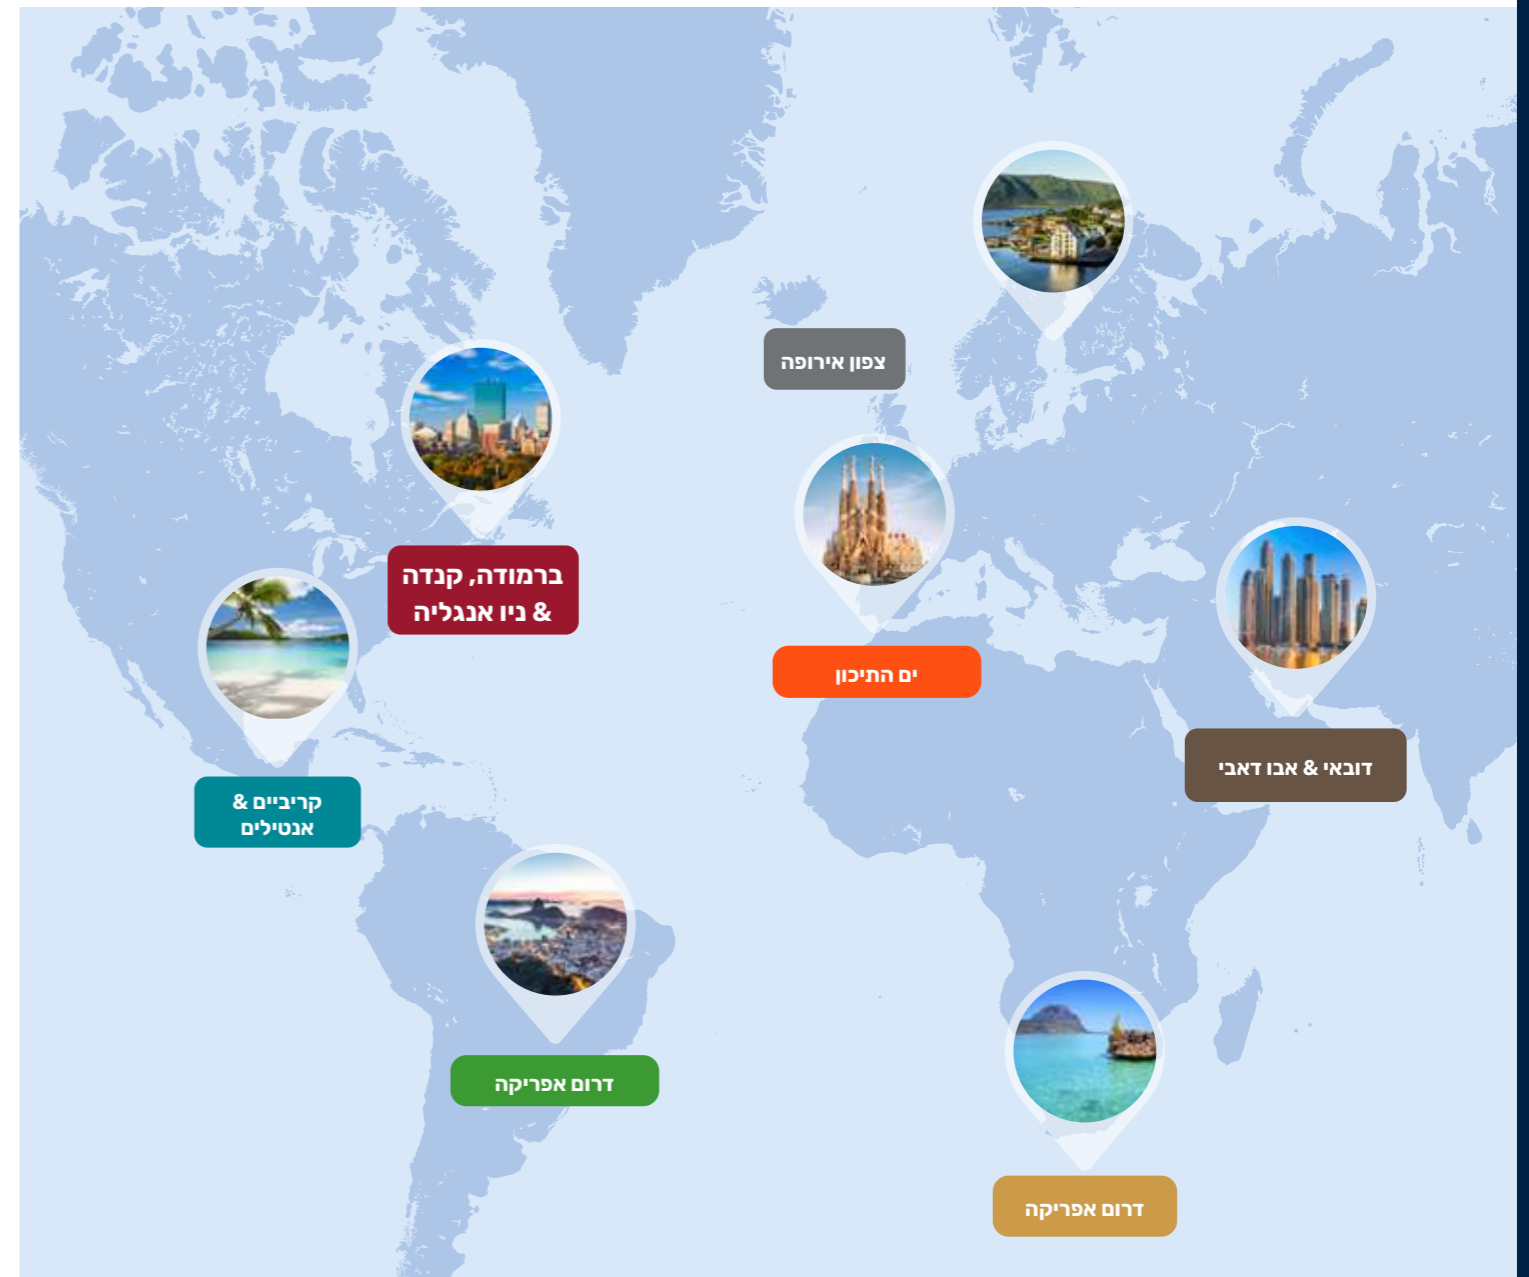 צפון אירופה
ברמודה, קנדה
& ניו אנגליה
ים התיכון
דובאי & אבו דאבי
קריביים &
אנטילים
דרום אפריקה
דרום אפריקה